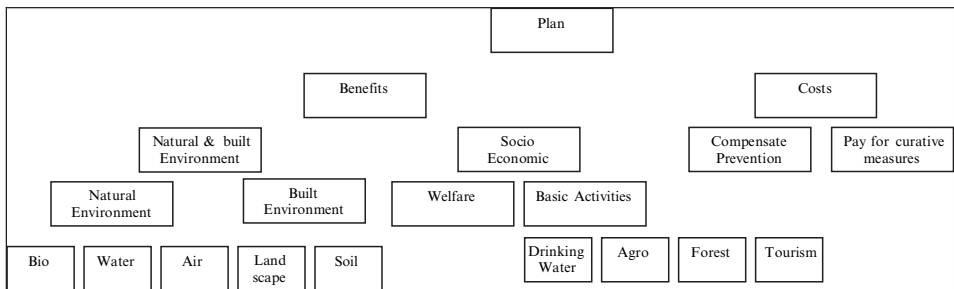 Plan
Benefits
Costs
Natural & built
Environment
Socio
Economic
Compensate
Prevention
Pay for curative
measures
Natural
Environment
Built
Environment
Welfare
Basic Activities
Bio
Water
Air
Land
scape
Soil
Drinking
Water
Agro
Forest
Tourism